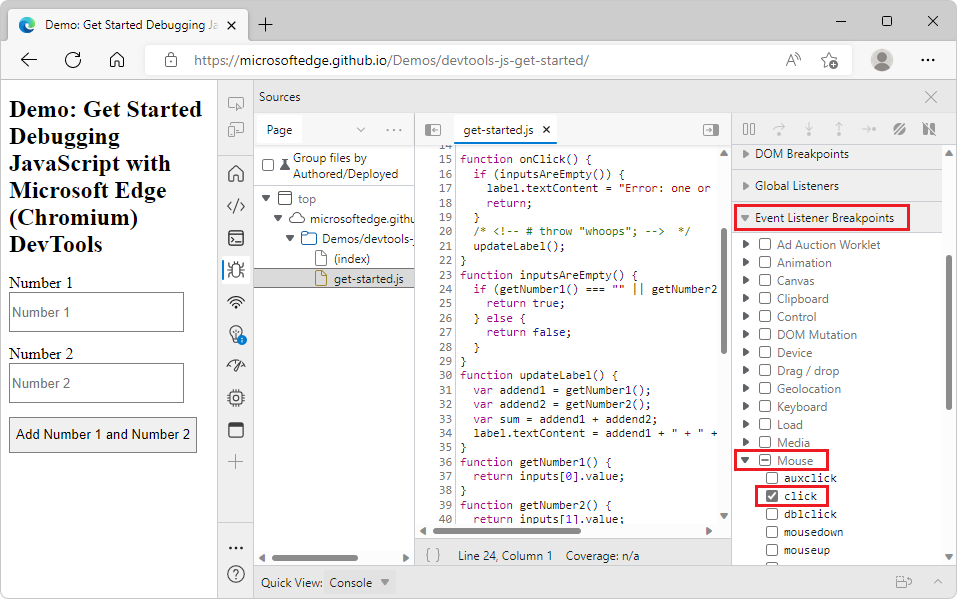 Demo: Get Started Debugging Ja
https://microsoftedge.github.io/Demos/devtools-js-get-started/
Demo: Get Started
Debugging
JavaScript with
Microsoft Edge
(Chromium)
DevTools
Number 1
Number 1
Number 2
Number 2
Add Number 1 and Number 2
Sources
Page
Group files by
Authored/Deployed
top
microsoftedge.githu
Demos/devtools-
(index)
get-started.js
get-started.js
14
15 function onClick() {
16 if (inputsAreEmpty()) {
17 label.textContent = "Error: one or
18 return;
19 }
20 /* <!-- # throw "whoops"; --> */
21 updateLabel();
22 }
23 function inputsAreEmpty() {
24 if (getNumber1() === "" || getNumber2
25 return true;
26 } else {
27 return false;
28 }
29 }
30 function updateLabel() {
31 var addend1 = getNumber1();
32 var addend2 = getNumber2();
33 var sum = addend1 + addend2;
34 label.textContent = addend1 + " + " +
35 }
36 function getNumber1() {
37 return inputs[0].value;
38 }
39 function getNumber2() {
40 return inputs[1].value;
{ } Line 24, Column 1 Coverage: n/a
DOM Breakpoints
Global Listeners
Event Listener Breakpoints
Ad Auction Worklet
Animation
Canvas
Clipboard
Control
DOM Mutation
Device
Drag / drop
Geolocation
Keyboard
Load
Media
Mouse
auxclick
click
dblclick
mousedown
mouseup
Quick View: Console